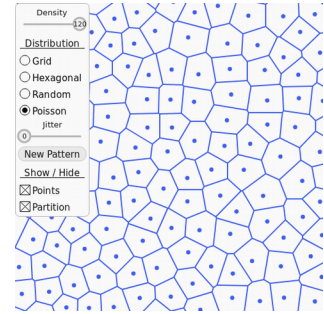 Density
120
Distribution
Grid
Hexagonal
Random
Poisson
Jitter
0
New Pattern
Show / Hide
Points
Partition